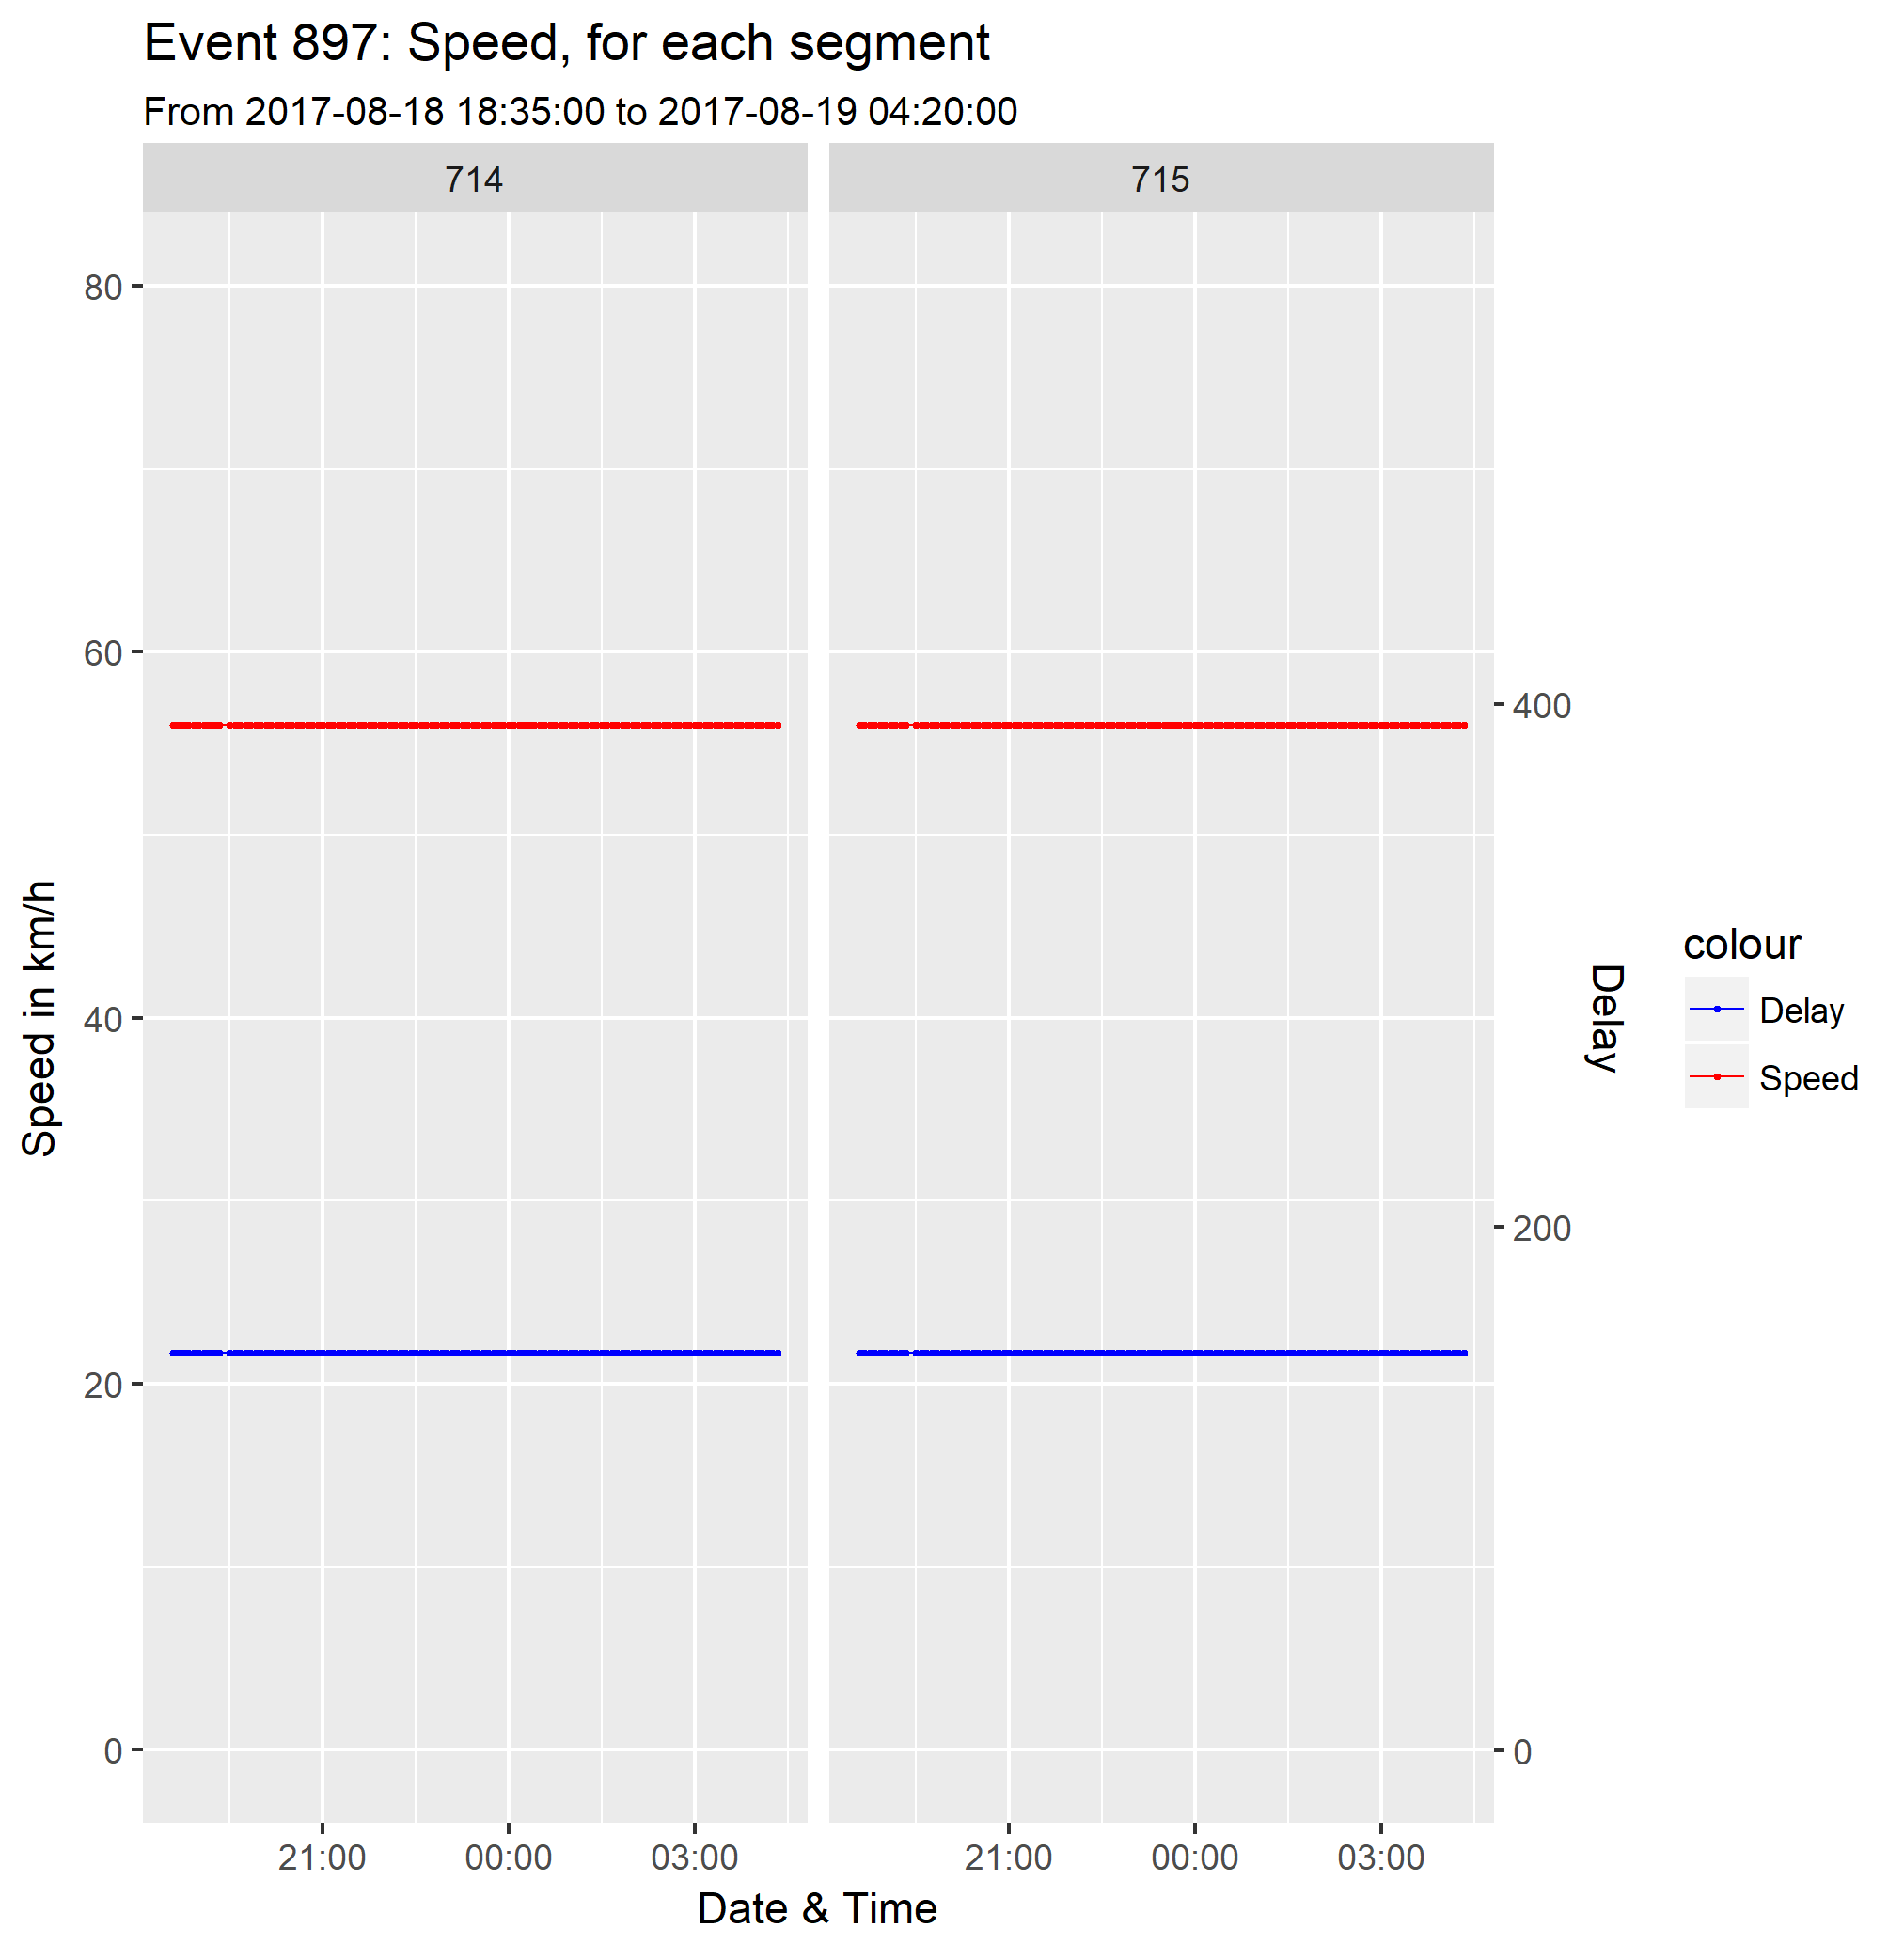 Event 897: Speed, for each segment
From 2017-08-18 18:35:00 to 2017-08-19 04:20:00
714
715
80
60
40
20
0
Speed in km/h
400
200
0
Delay
colour
Delay
Speed
21:00
00:00
03:00
21:00
00:00
03:00
Date & Time